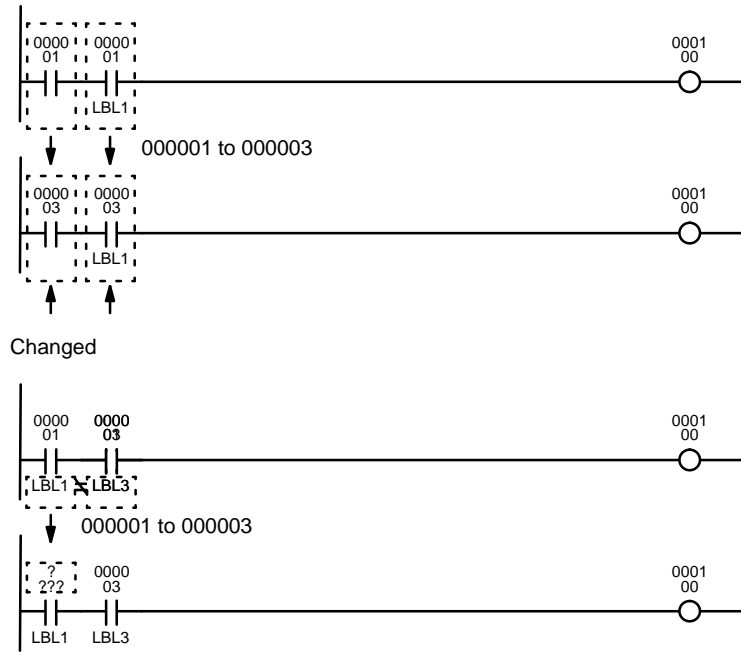 0000 0000 0001
01 01 00
LBL1
000001 to 000003
0000 0000 0001
03 03 00
LBL1
Changed
0000 0000 0001
01 03 00
LBL1 LBL3
000001 to 000003
? 0000 0001
??? 03 00
LBL1 LBL3